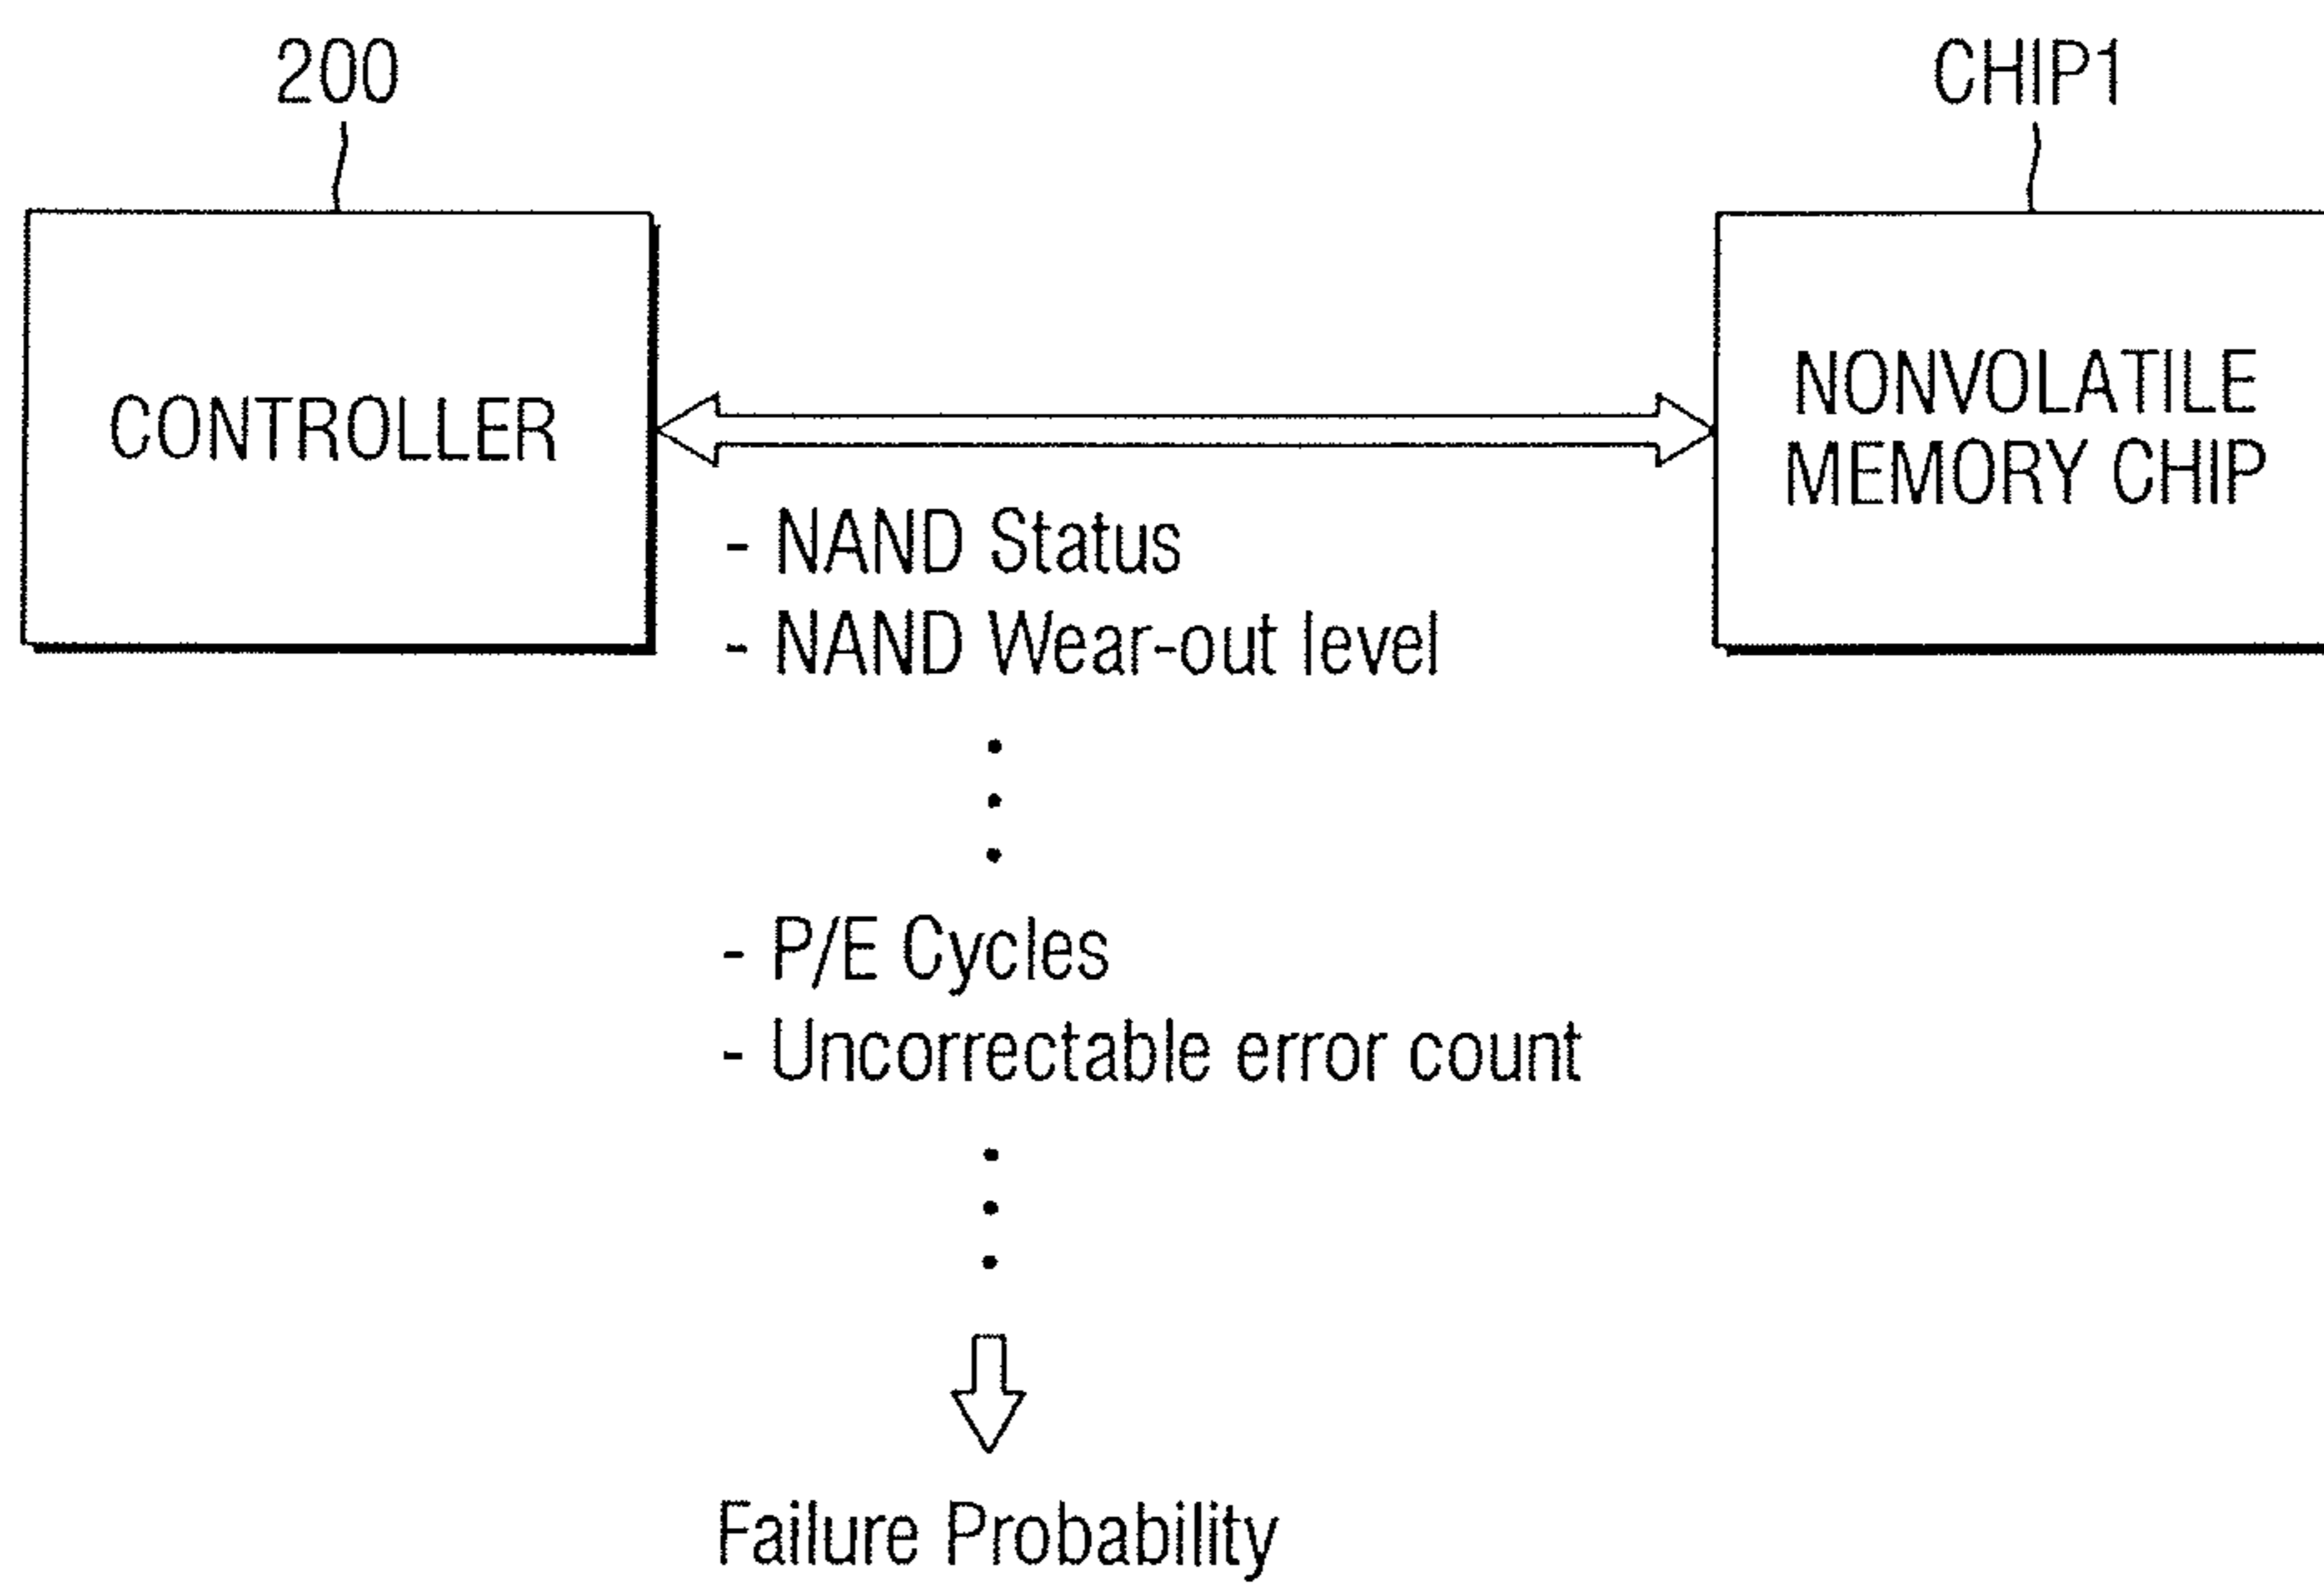 200
CHIP1
CONTROLLER
NONVOLATILE
MEMORY CHIP
- NAND Status
- NAND Wear-out level
- P/E Cycles
- Uncorrectable error count
Failure Probability